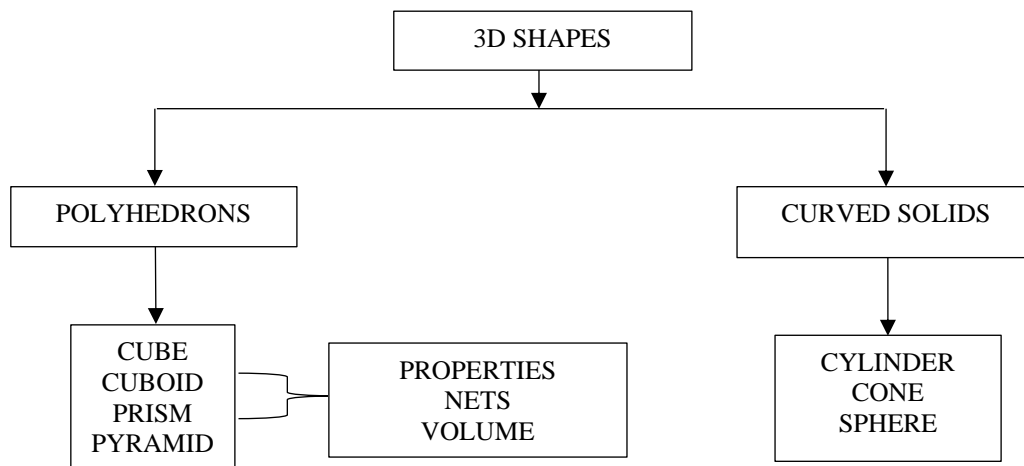 3D SHAPES
POLYHEDRONS
CURVED SOLIDS
CUBE
CUBOID
PRISM
PYRAMID
PROPERTIES
NETS
VOLUME
CYLINDER
CONE
SPHERE